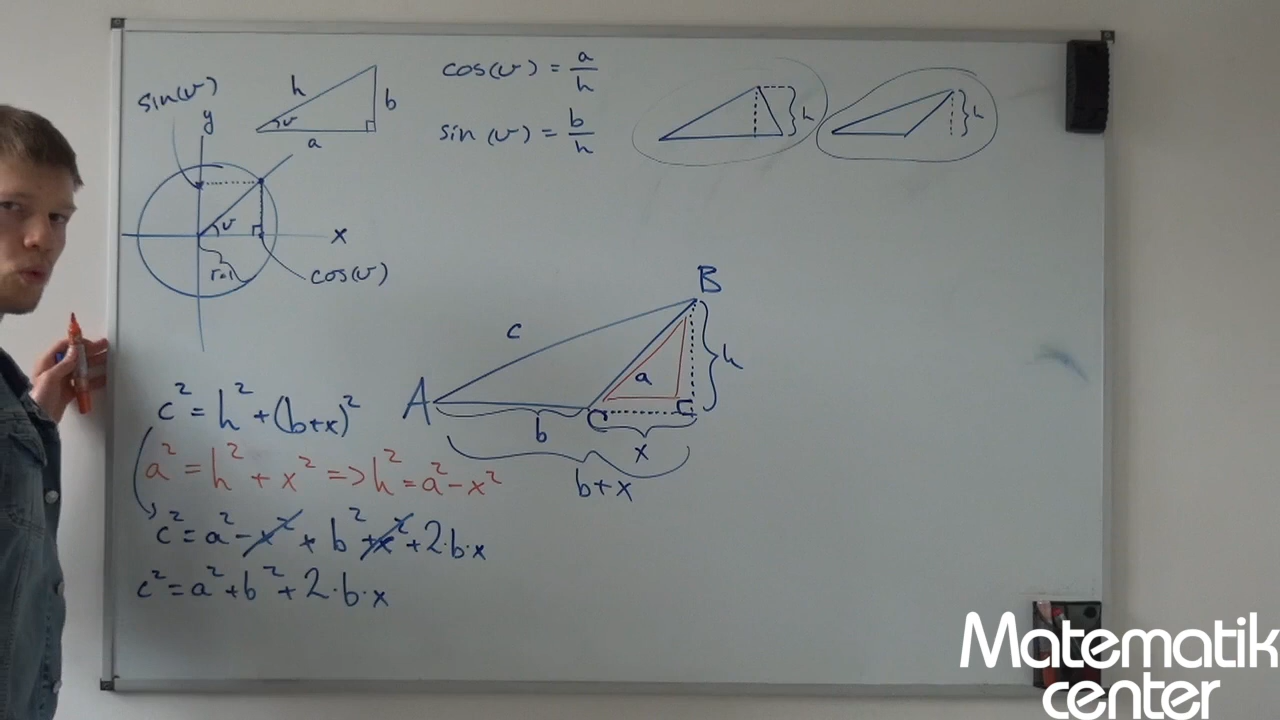 sin(v)
y
h
v
b
a
cos(v) = a/h
sin(v) = b/h
h
h
v
r=1
x
cos(v)
B
c
a
h
A
C
b
x
b+x
c² = h² + (b+x)²
a² = h² + x² => h² = a² - x²
c² = a² - x² + b² + x² + 2·b·x
c² = a² + b² + 2·b·x
Matematik
center